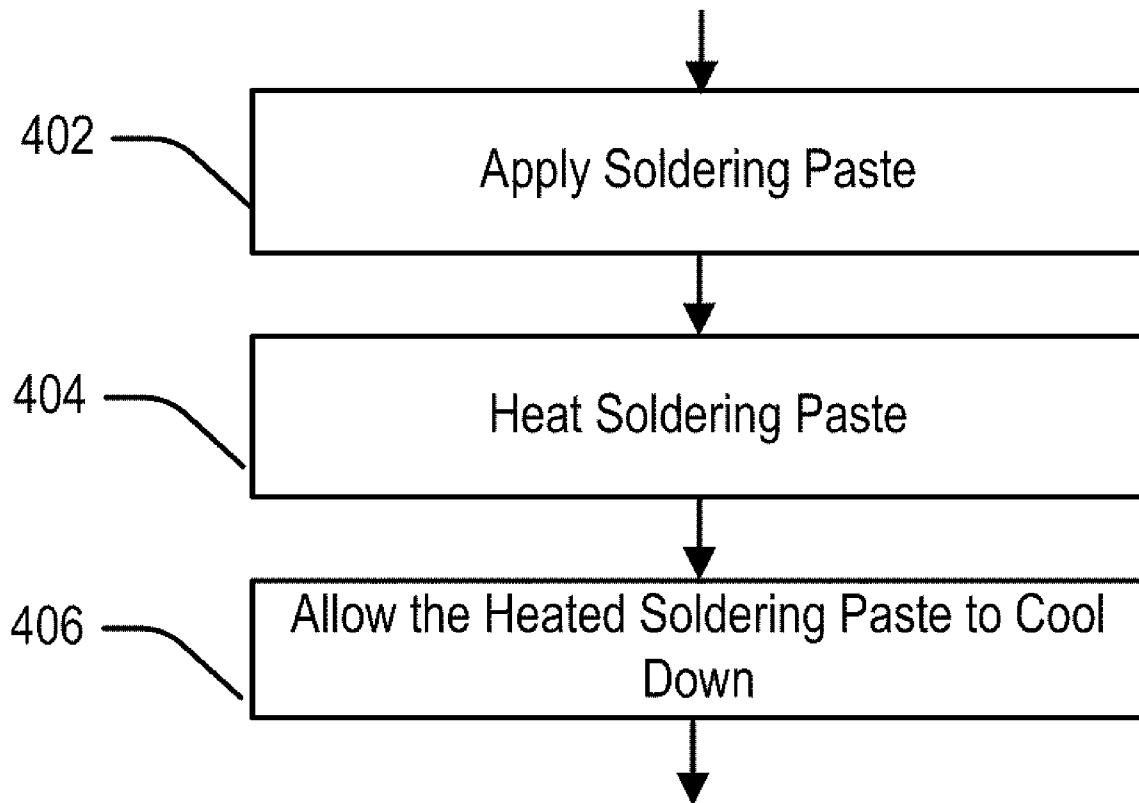 402
Apply Soldering Paste
404
Heat Soldering Paste
406
Allow the Heated Soldering Paste to Cool
Down